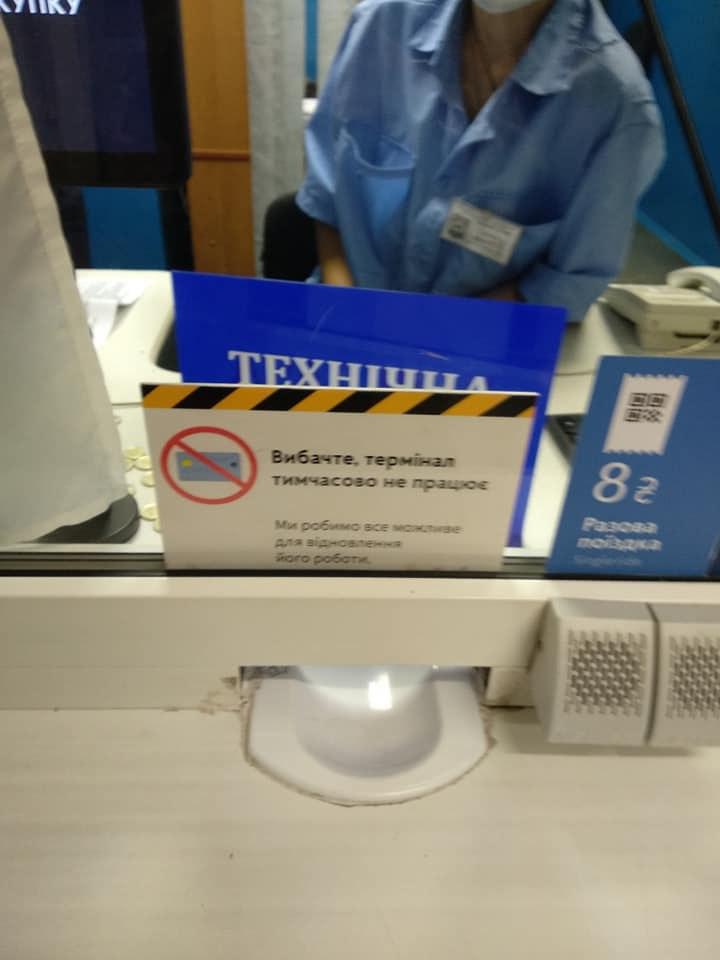 КУПКУ
ТЕХНІЧНА
Вибачте, термінал
тимчасово не працює
Ми робимо все можливе
для відновлення
його роботи.
8 ₴
Разова
поїздка